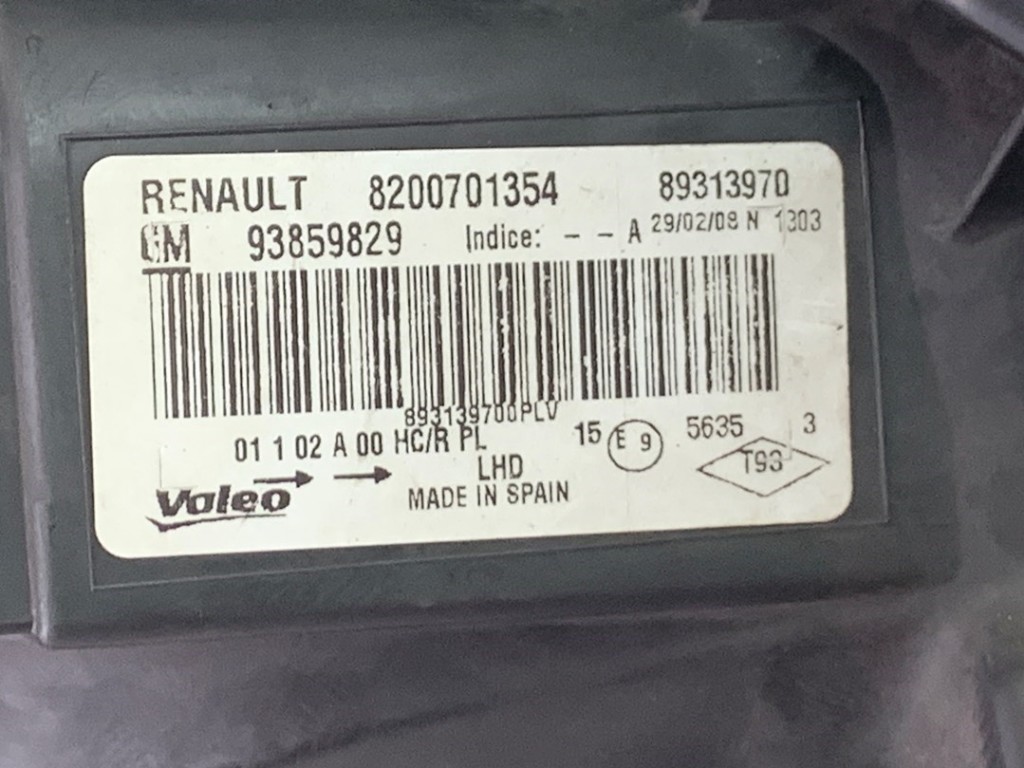 RENAULT 8200701354 89313970
GM 93859829 Indice: - - A 29/02/08 N 1303
893139700PLV
01 1 02 A 00 HC/R PL 15 E 9 5635 3
LHD T93
Valeo MADE IN SPAIN